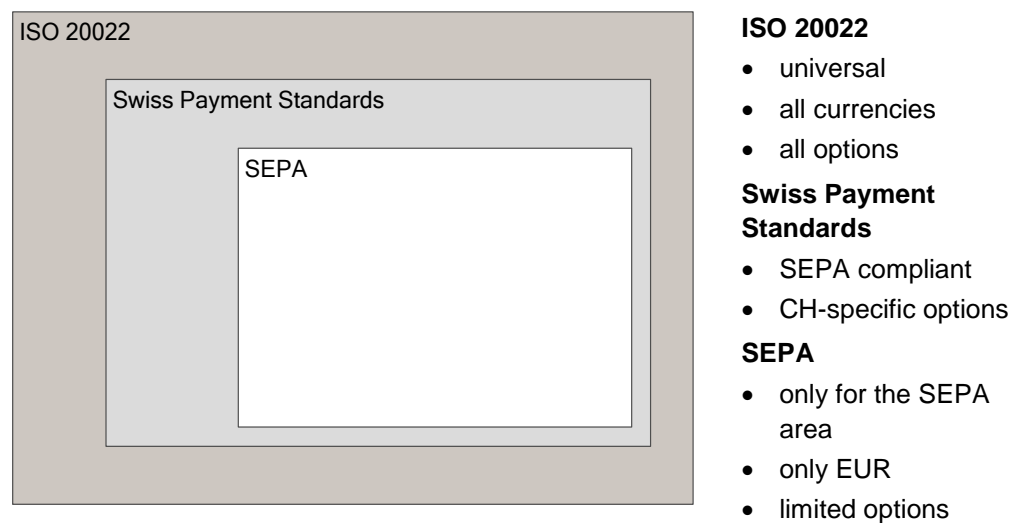 ISO 20022
Swiss Payment Standards
SEPA
ISO 20022
• universal
• all currencies
• all options
Swiss Payment
Standards
• SEPA compliant
• CH-specific options
SEPA
• only for the SEPA
area
• only EUR
• limited options